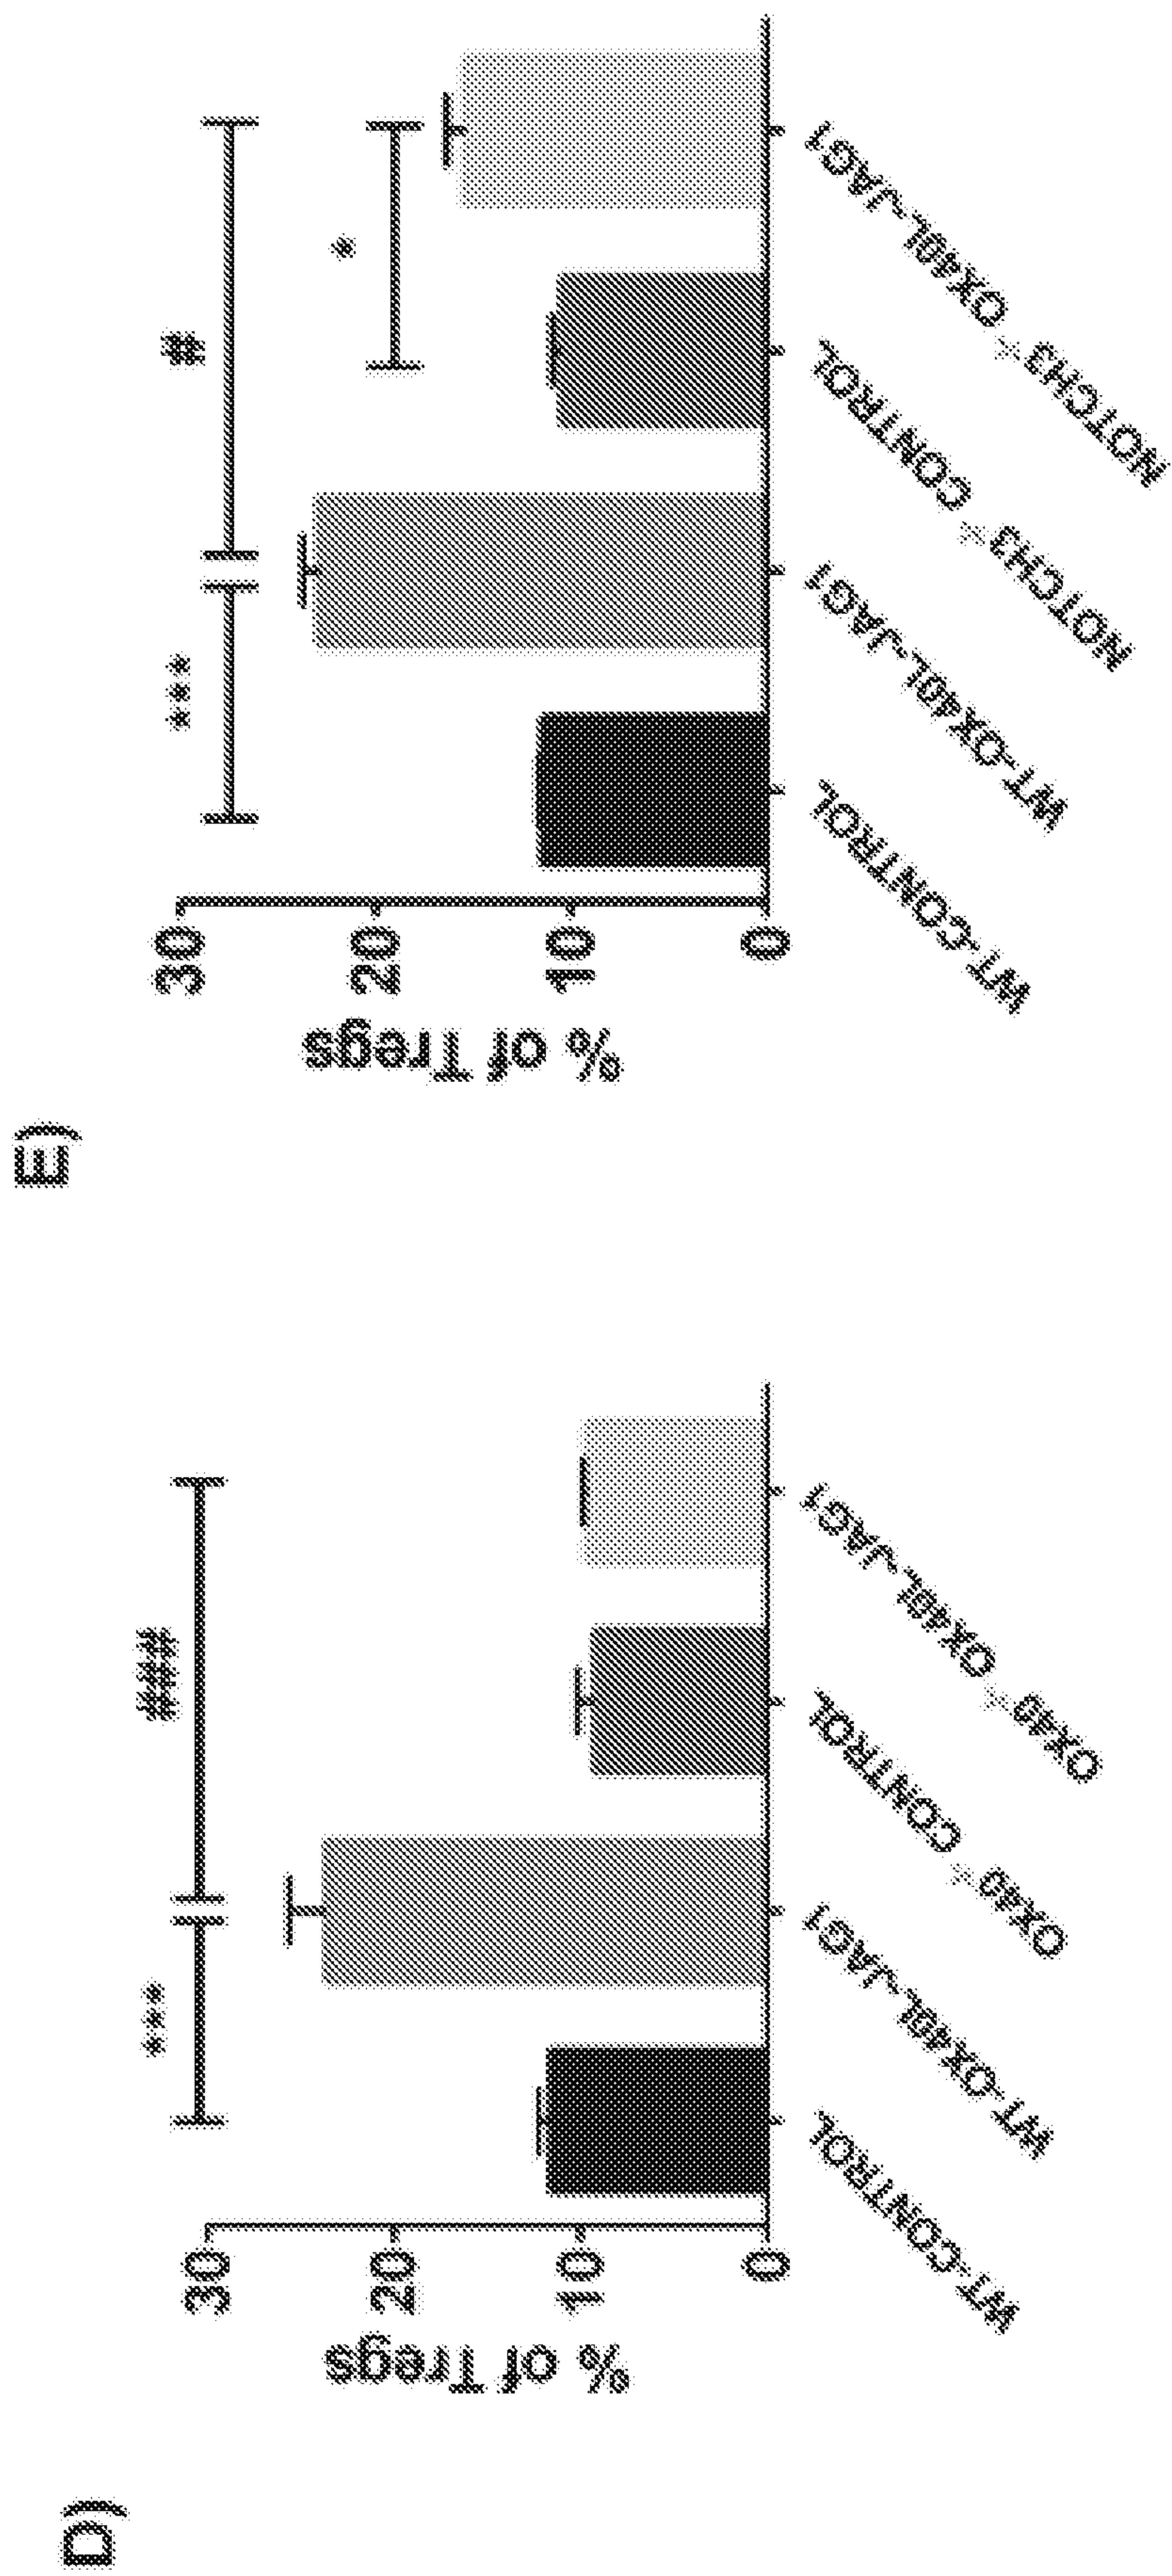 D)
% of Tregs
30
20
10
0
***
###
WT-CONTROL
WT-OX40L-JAG1
OX40 CONTROL
OX40 OX40L-JAG1
E)
% of Tregs
30
20
10
0
***
#
*
WT-CONTROL
WT-OX40L-JAG1
NOTCH3 CONTROL
NOTCH3 OX40L-JAG1